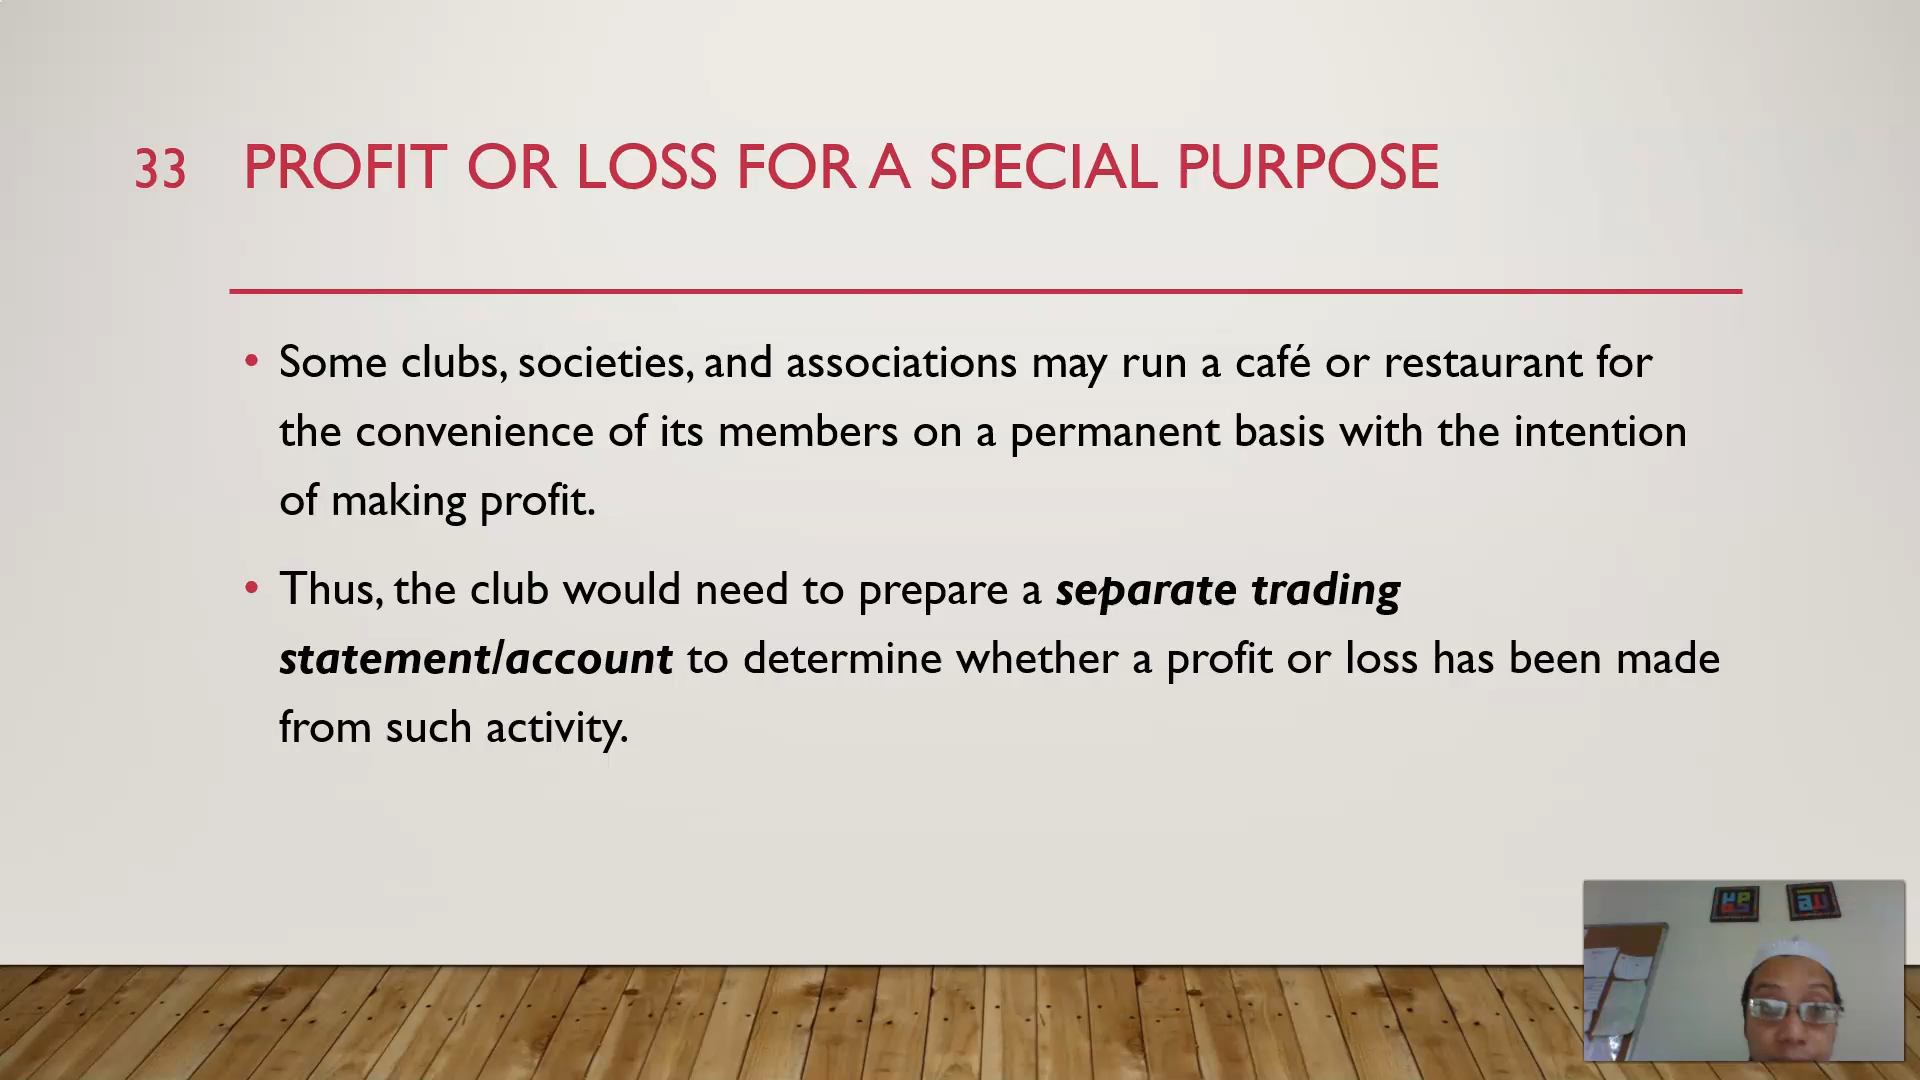 33 PROFIT OR LOSS FOR A SPECIAL PURPOSE
• Some clubs, societies, and associations may run a café or restaurant for
the convenience of its members on a permanent basis with the intention
of making profit.
• Thus, the club would need to prepare a separate trading
statement/account to determine whether a profit or loss has been made
from such activity.